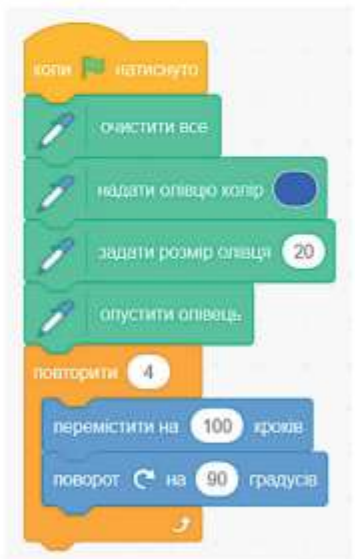 коли натиснуто
очистити все
надати олівцю колір
задати розмір олівця 20
опустити олівець
повторити 4
перемістити на 100 кроків
поворот на 90 градусів